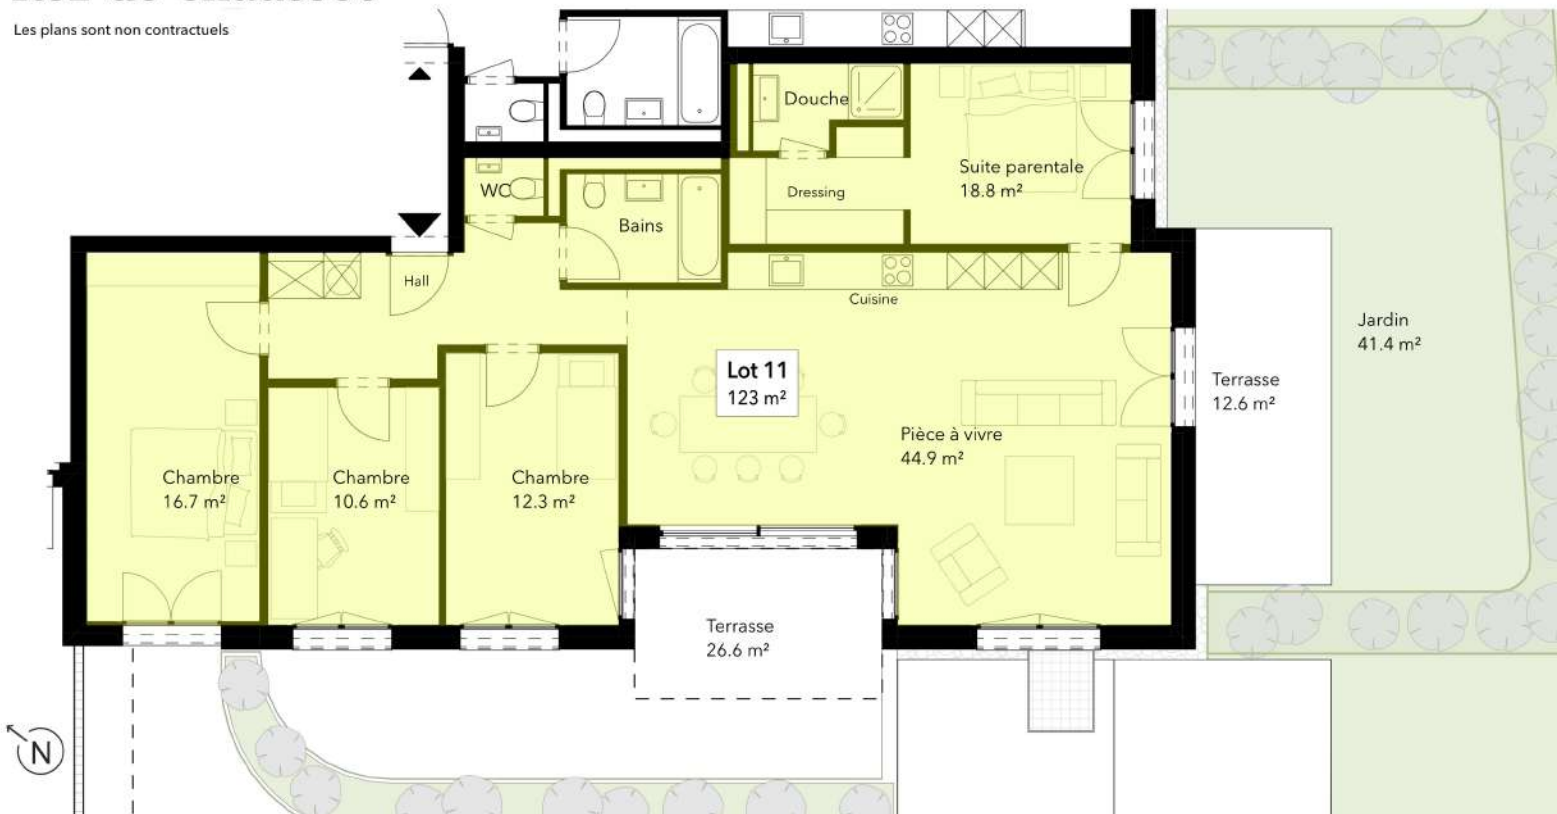 Les plans sont non contractuels
Douche
Suite parentale
18.8 m²
WC
Dressing
Bains
Hall
Cuisine
Jardin
41.4 m²
Lot 11
123 m²
Terrasse
12.6 m²
Pièce à vivre
44.9 m²
Chambre
16.7 m²
Chambre
10.6 m²
Chambre
12.3 m²
Terrasse
26.6 m²
N